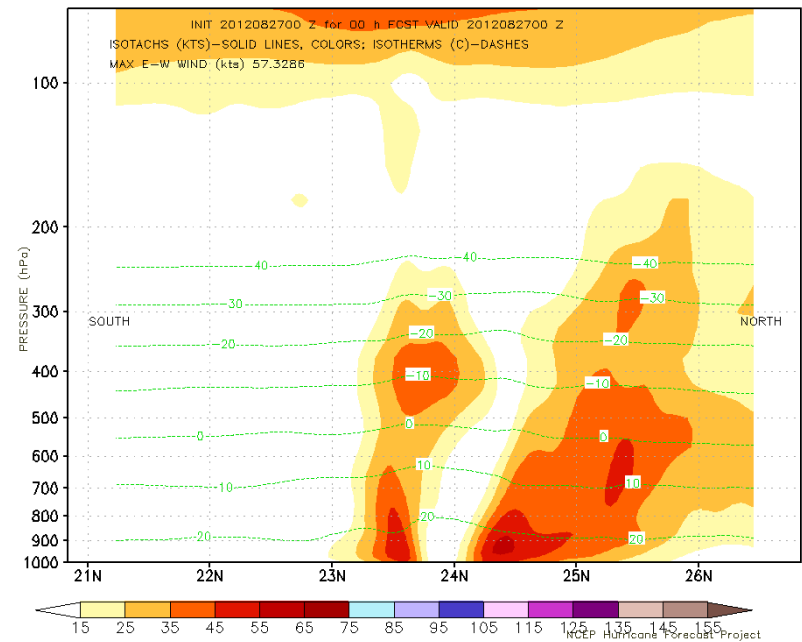 INIT 2012082700 Z for 00 h FCST VALID 2012082700 Z
ISOTACHS (KTS)-SOLID LINES, COLORS; ISOTHERMS (C)-DASHES
MAX E-W WIND (kts) 57.3286
100
200
-40 -40 -40
-30 -30 -30
300
SOUTH NORTH
-20 -20 -20
400
-10 -10
500
0 0 0
600
10 10 10
700
800
20 20 20
900
1000
PRESSURE (hPa)
21N 22N 23N 24N 25N 26N
15 25 35 45 55 65 75 85 95 105 115 125 135 145 155
NCEP Hurricane Forecast Project